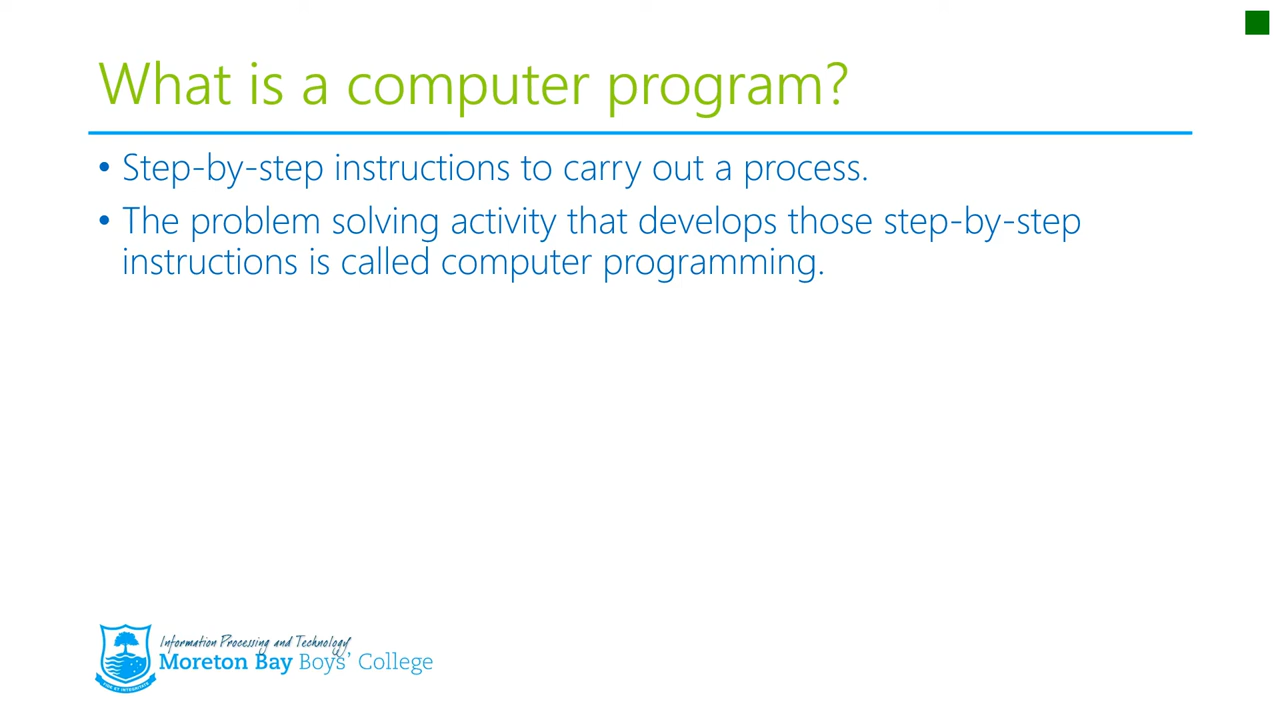 What is a computer program?
• Step-by-step instructions to carry out a process.
• The problem solving activity that develops those step-by-step
instructions is called computer programming.
Information Processing and Technology
Moreton Bay Boys' College